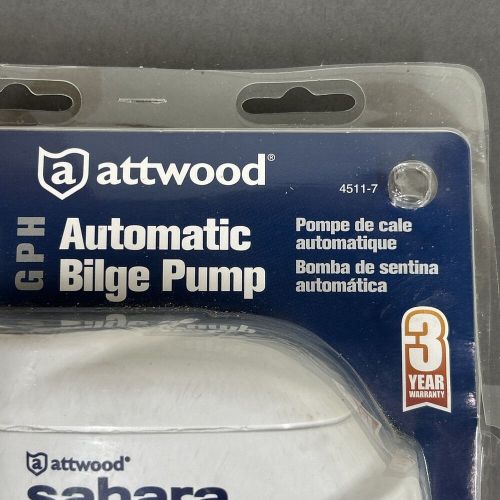 a attwood®
4511-7
GPH
Automatic
Bilge Pump
Pompe de cale
automatique
Bomba de sentina
automática
3
YEAR
WARRANTY
a attwood®
sahara